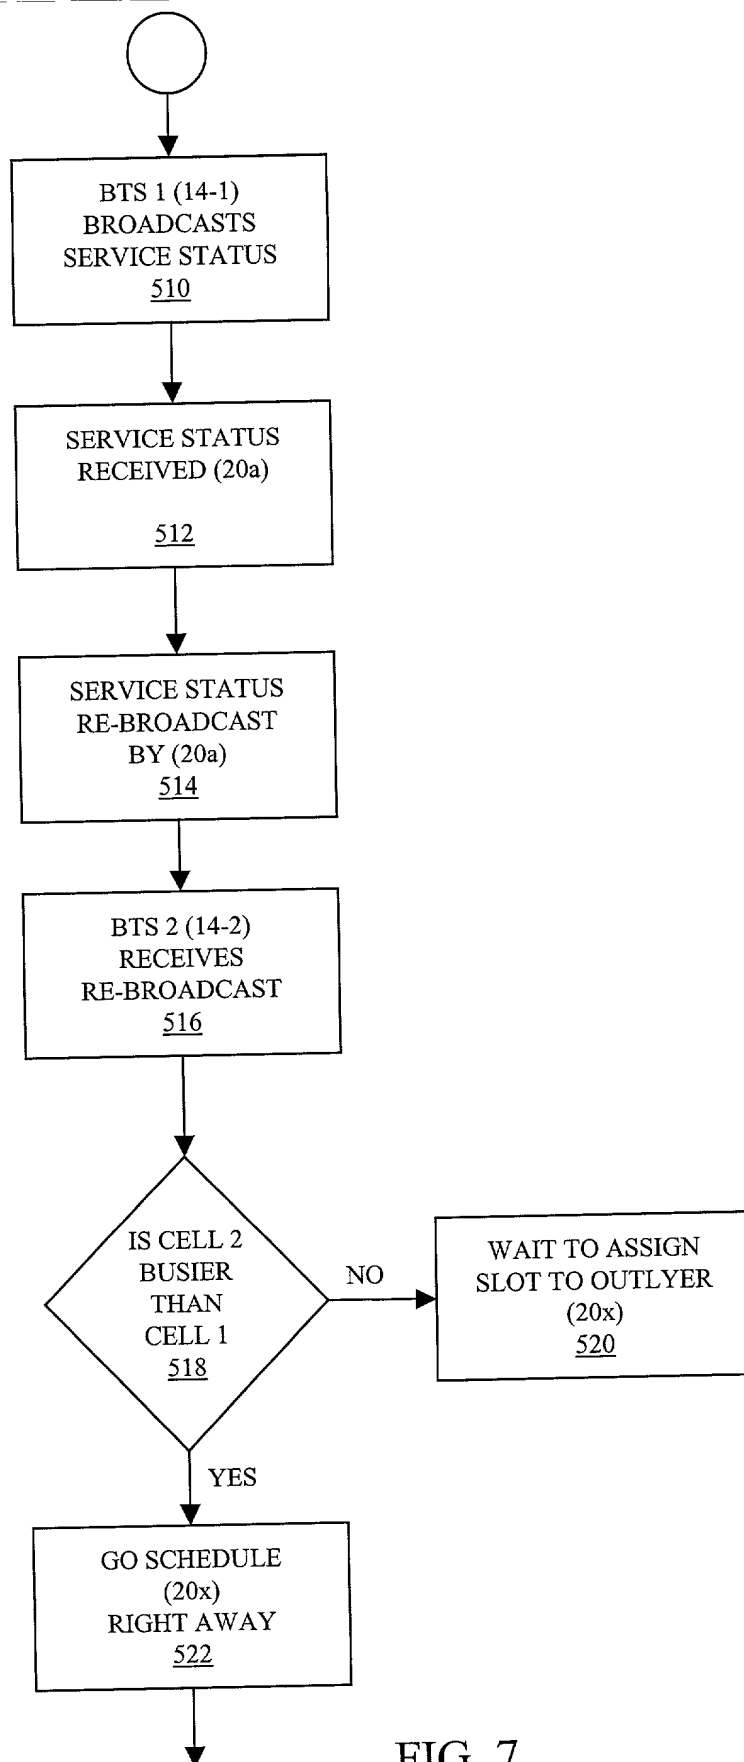 BTS 1 (14-1)
BROADCASTS
SERVICE STATUS
510
SERVICE STATUS
RECEIVED (20a)
512
SERVICE STATUS
RE-BROADCAST
BY (20a)
514
BTS 2 (14-2)
RECEIVES
RE-BROADCAST
516
IS CELL 2
BUSIER
THAN
CELL 1
518
NO
WAIT TO ASSIGN
SLOT TO OUTLYER
(20x)
520
YES
GO SCHEDULE
(20x)
RIGHT AWAY
522
FIG. 7